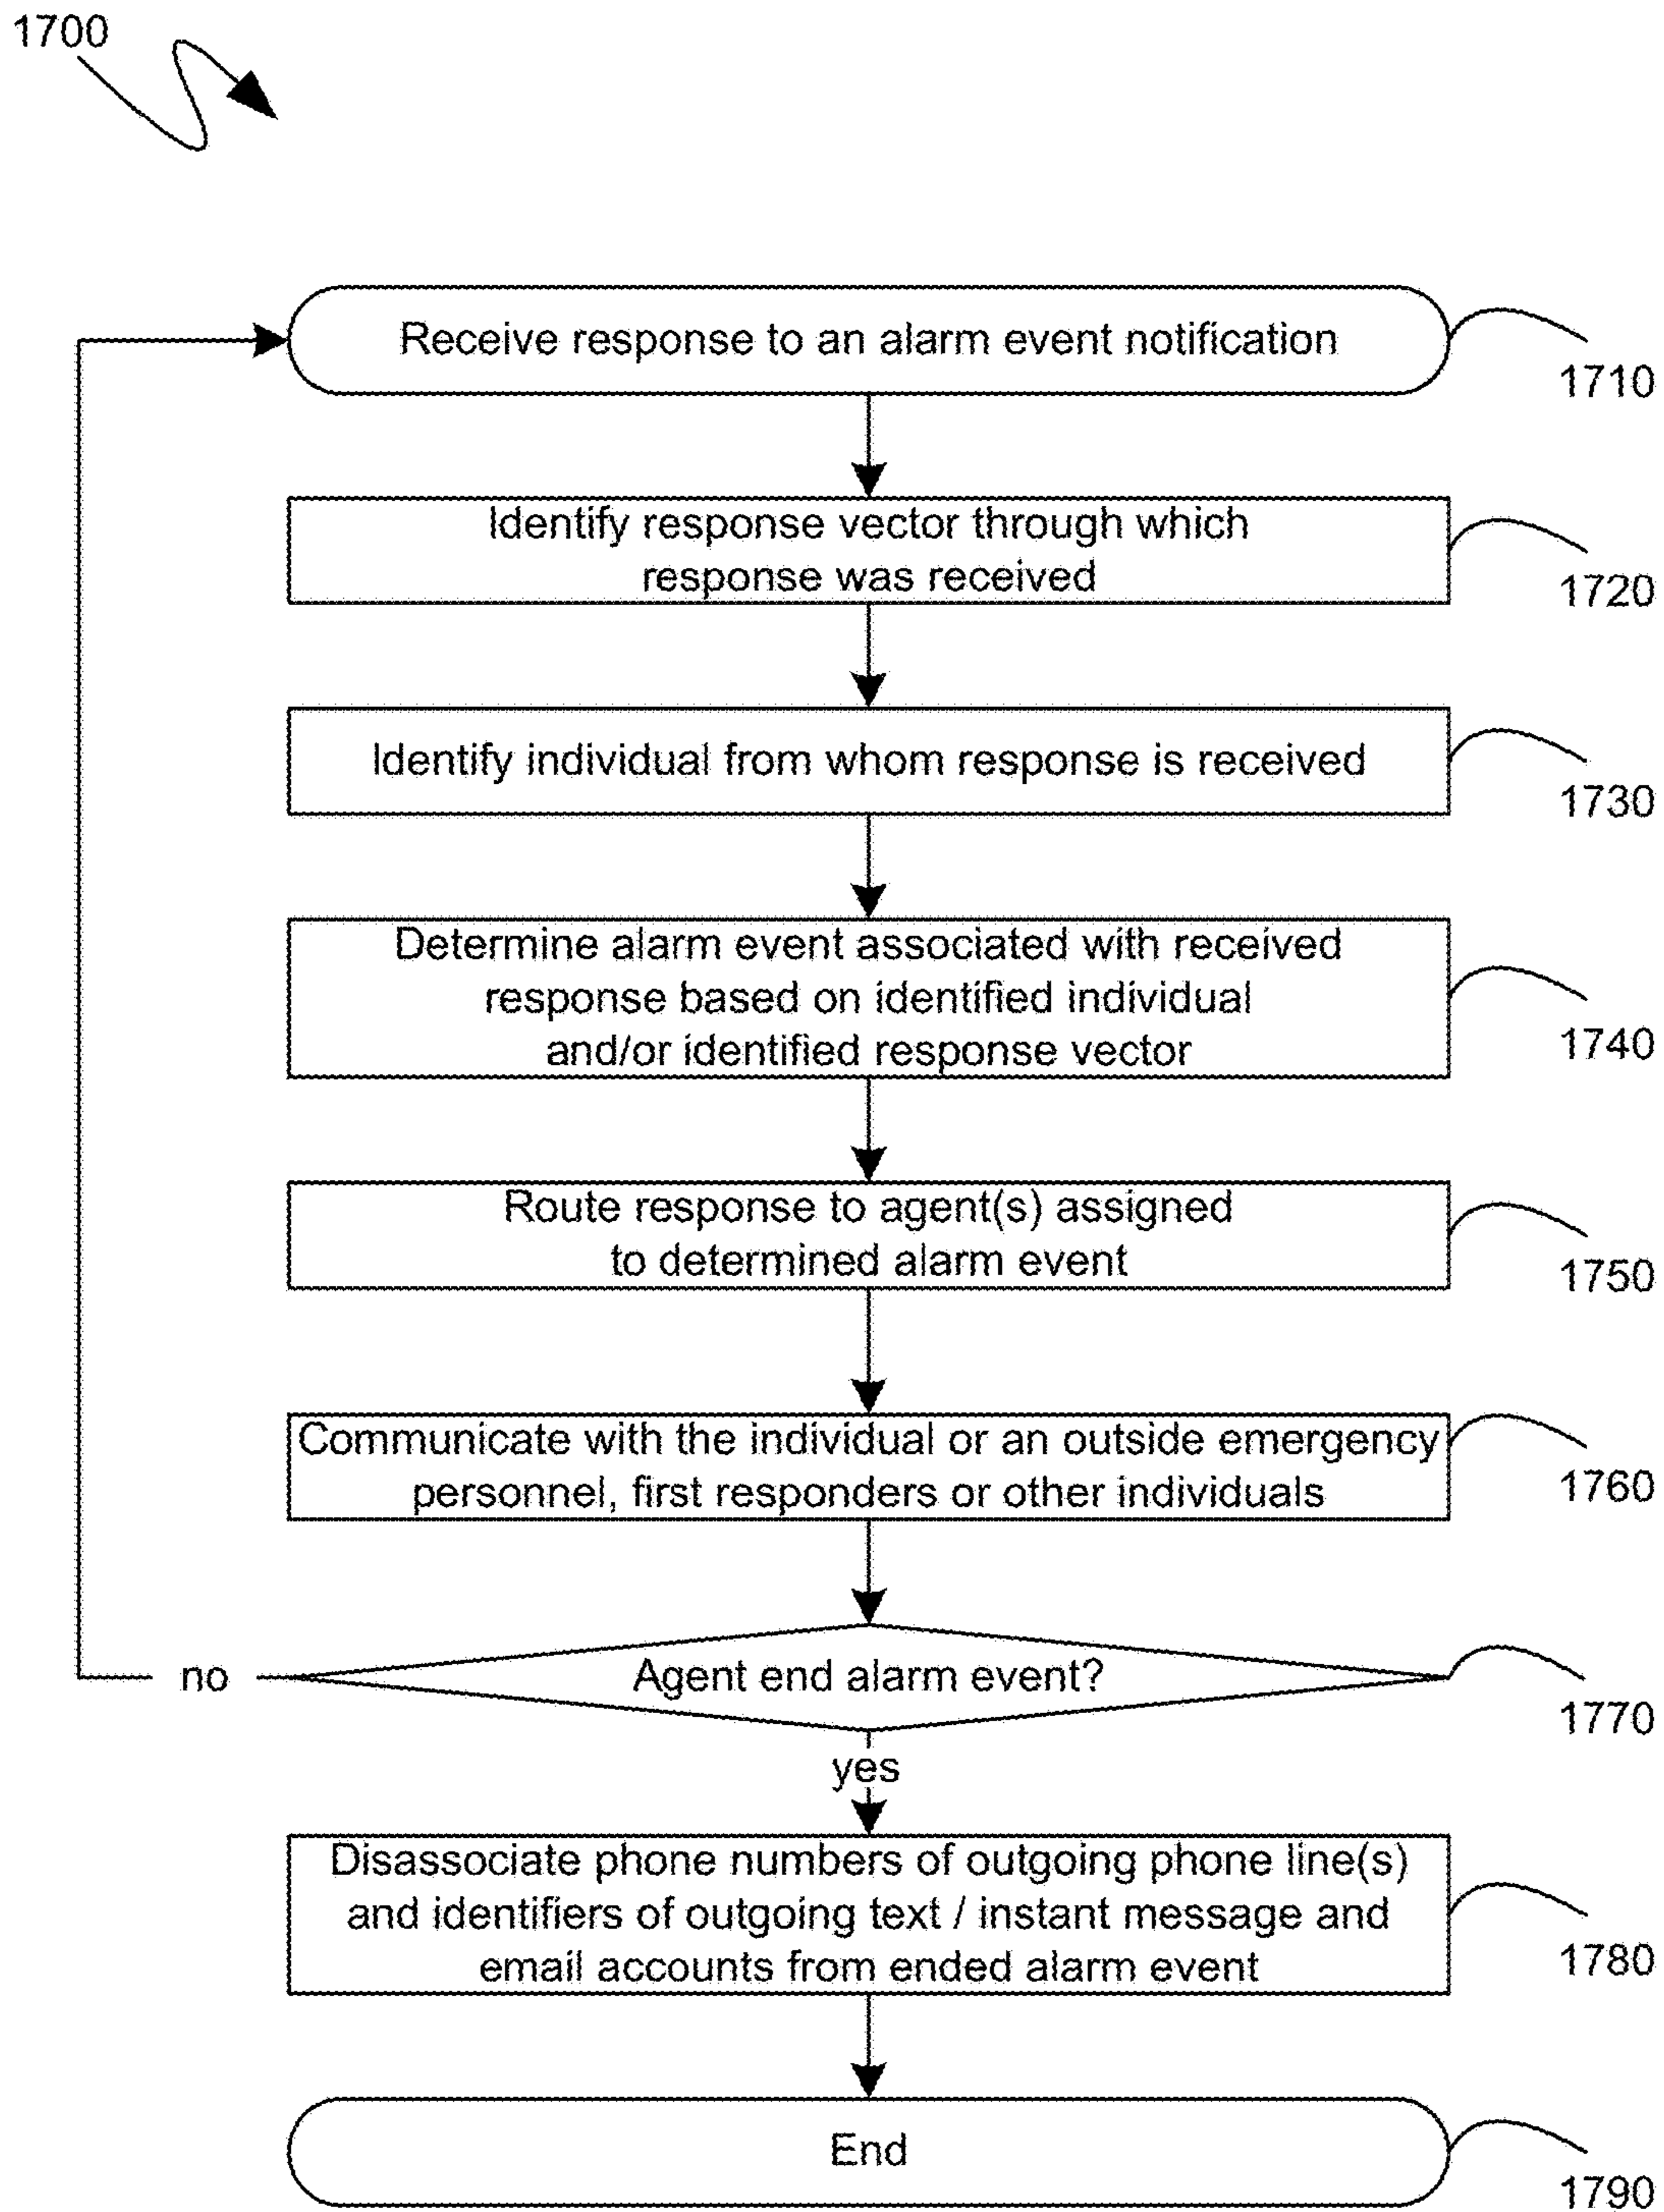 1700
Receive response to an alarm event notification
1710
Identify response vector through which
response was received
1720
Identify individual from whom response is received
1730
Determine alarm event associated with received
response based on identified individual
and/or identified response vector
1740
Route response to agent(s) assigned
to determined alarm event
1750
Communicate with the individual or an outside emergency
personnel, first responders or other individuals
1760
Agent end alarm event?
no
1770
yes
Disassociate phone numbers of outgoing phone line(s)
and identifiers of outgoing text / instant message and
email accounts from ended alarm event
1780
End
1790